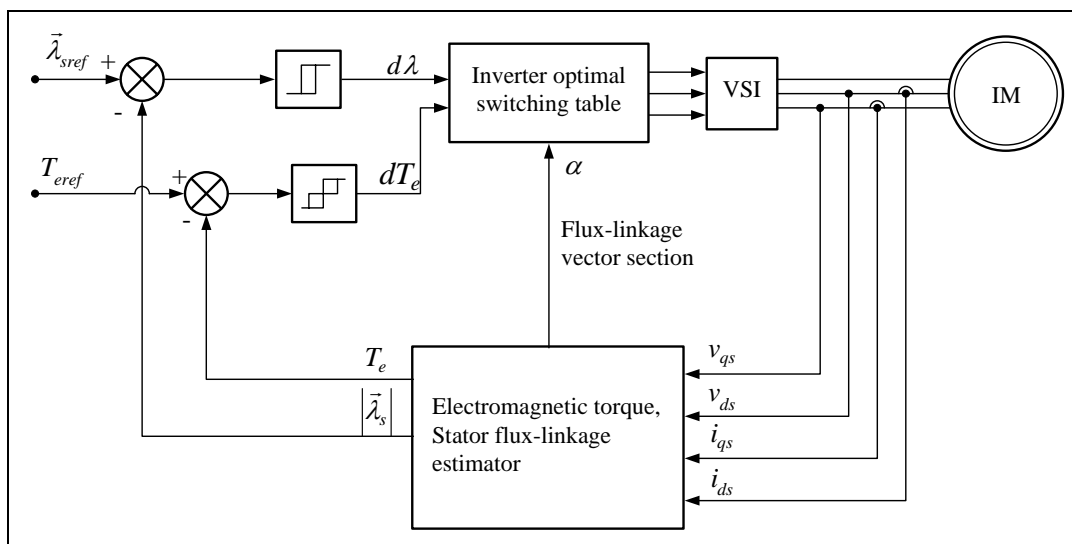 λ⃗sref
+
-
dλ
Inverter optimal
switching table
VSI
IM
Teref
+
-
dTe
α
Flux-linkage
vector section
Te
|λ⃗s|
Electromagnetic torque,
Stator flux-linkage
estimator
vqs
vds
iqs
ids